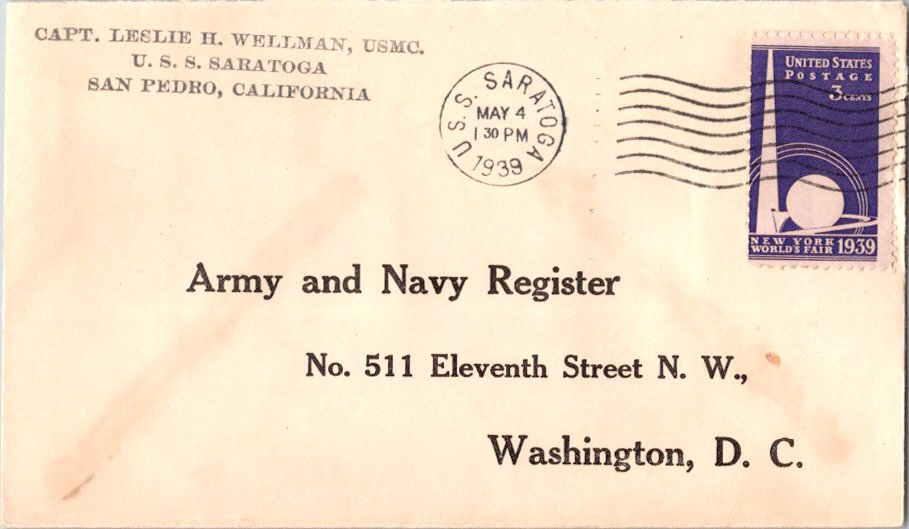 CAPT. LESLIE H. WELLMAN, USMC.
U. S. S. SARATOGA
SAN PEDRO, CALIFORNIA
U.S.S. SARATOGA
MAY 4
1 30 PM
1939
UNITED STATES
POSTAGE
3 CENTS
NEW YORK
WORLD'S FAIR 1939
Army and Navy Register
No. 511 Eleventh Street N. W.,
Washington, D. C.